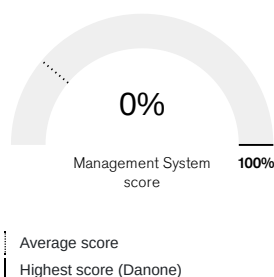 0%
Management System
score
100%
Average score
Highest score (Danone)